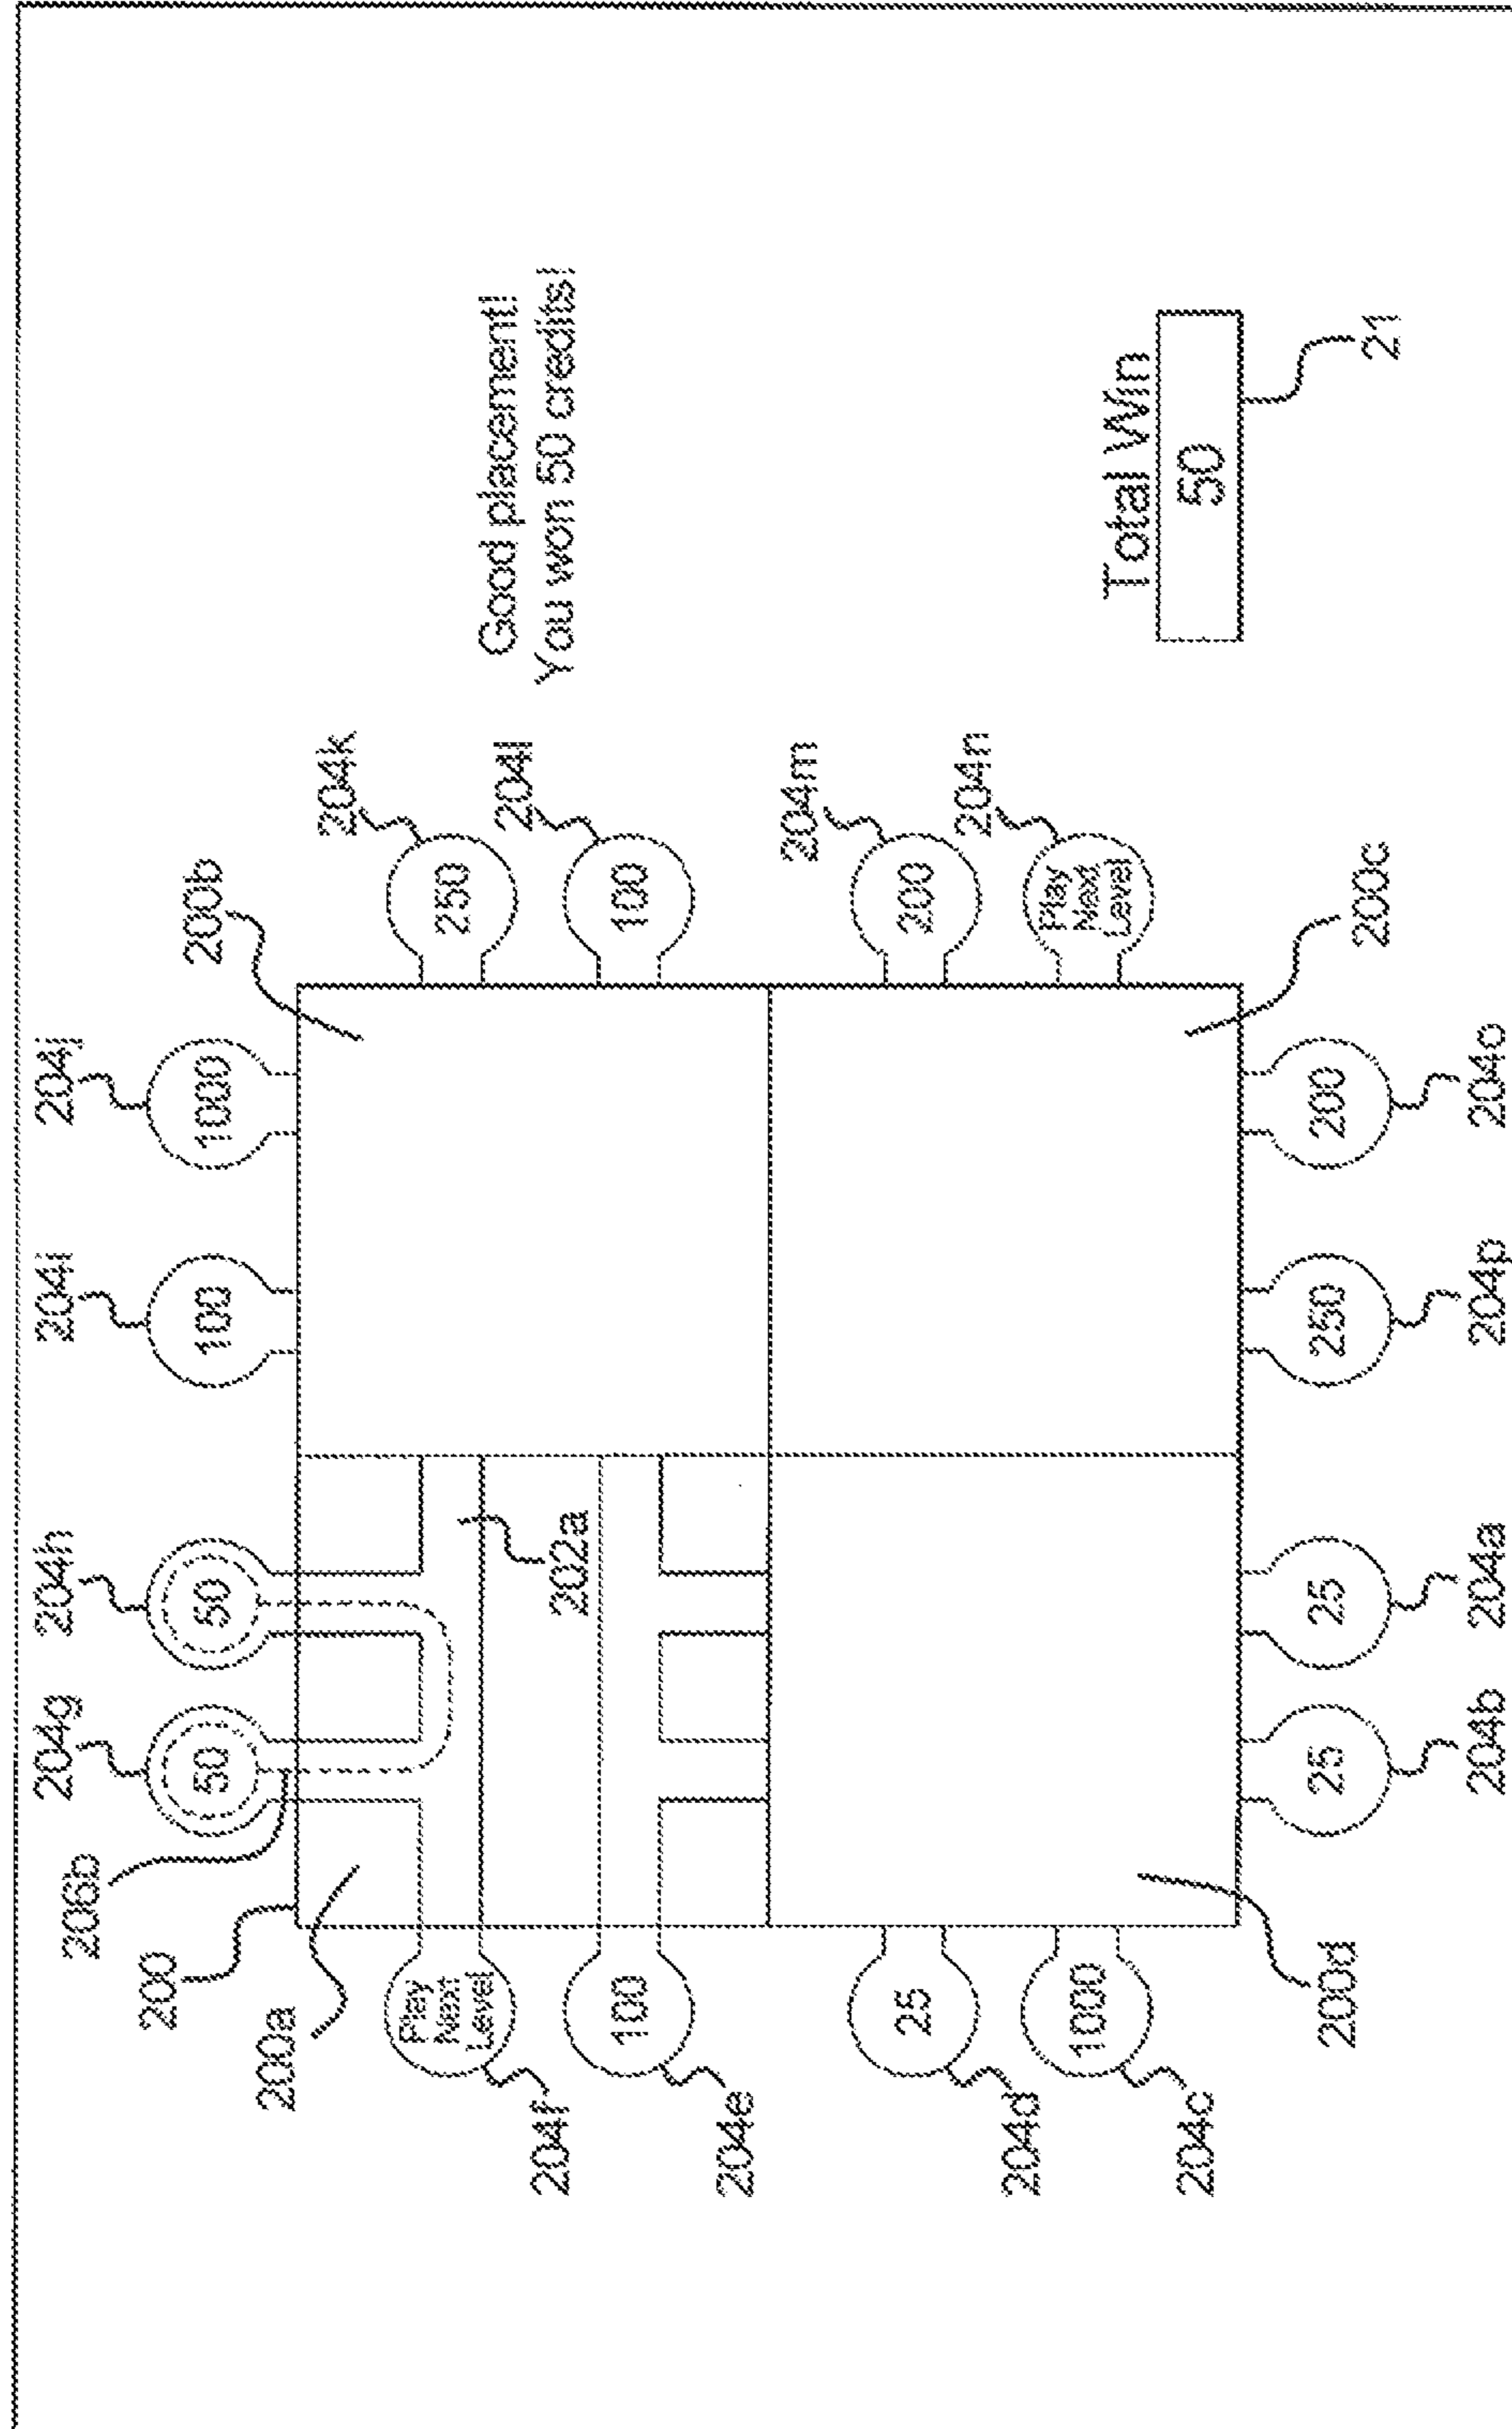 204g
204h
204i
204j
50
50
100
1000
206b
200
200a
200b
204k
250
204l
100
204m
200
204n
Play
Next
Level
Play
Next
Level
204f
100
204e
25
204d
1000
204c
202a
200d
200c
25
25
250
200
204b
204a
204p
204o
Good placement!
You won 50 credits!
Total Win
50
21